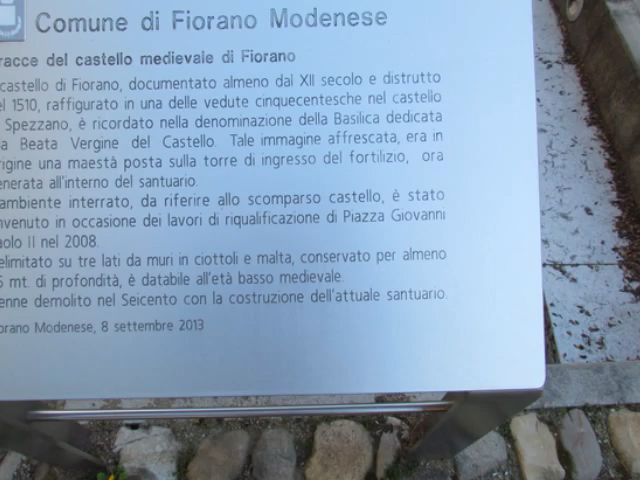 Comune di Fiorano Modenese
racce del castello medievale di Fiorano
castello di Fiorano, documentato almeno dal XII secolo e distrutto
el 1510, raffigurato in una delle vedute cinquecentesche nel castello
Spezzano, è ricordato nella denominazione della Basilica dedicata
la Beata Vergine del Castello. Tale immagine affrescata, era in
rigine una maestà posta sulla torre di ingresso del fortilizio, ora
enerata all'interno del santuario.
ambiente interrato, da riferire allo scomparso castello, è stato
nvenuto in occasione dei lavori di riqualificazione di Piazza Giovanni
aolo II nel 2008.
elimitato su tre lati da muri in ciottoli e malta, conservato per almeno
5 mt. di profondità, è databile all'età basso medievale.
enne demolito nel Seicento con la costruzione dell'attuale santuario.
orano Modenese, 8 settembre 2013